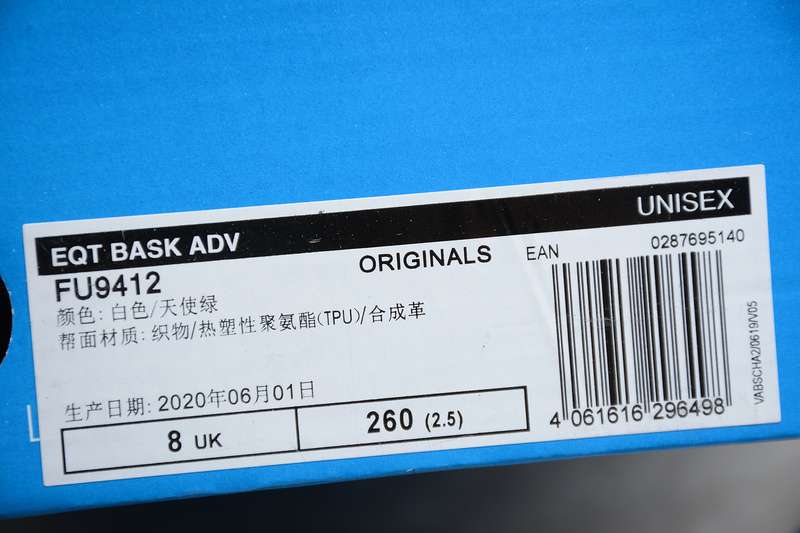 EQT BASK ADV
UNISEX
FU9412
ORIGINALS
EAN
0287695140
颜色: 白色/天使绿
帮面材质: 织物/热塑性聚氨酯(TPU)/合成革
生产日期: 2020年06月01日
8 UK
260 (2.5)
4 061616 296498
VABSCHA2/0619/V05